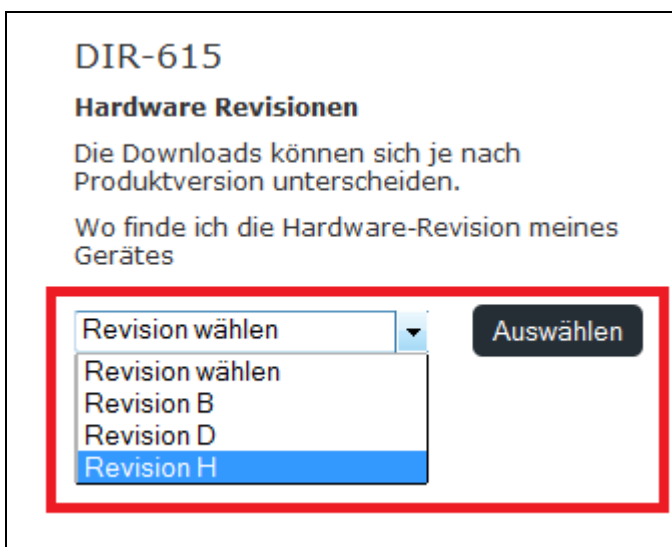 DIR-615
Hardware Revisionen
Die Downloads können sich je nach
Produktversion unterscheiden.
Wo finde ich die Hardware-Revision meines
Gerätes
Revision wählen
Auswählen
Revision wählen
Revision B
Revision D
Revision H